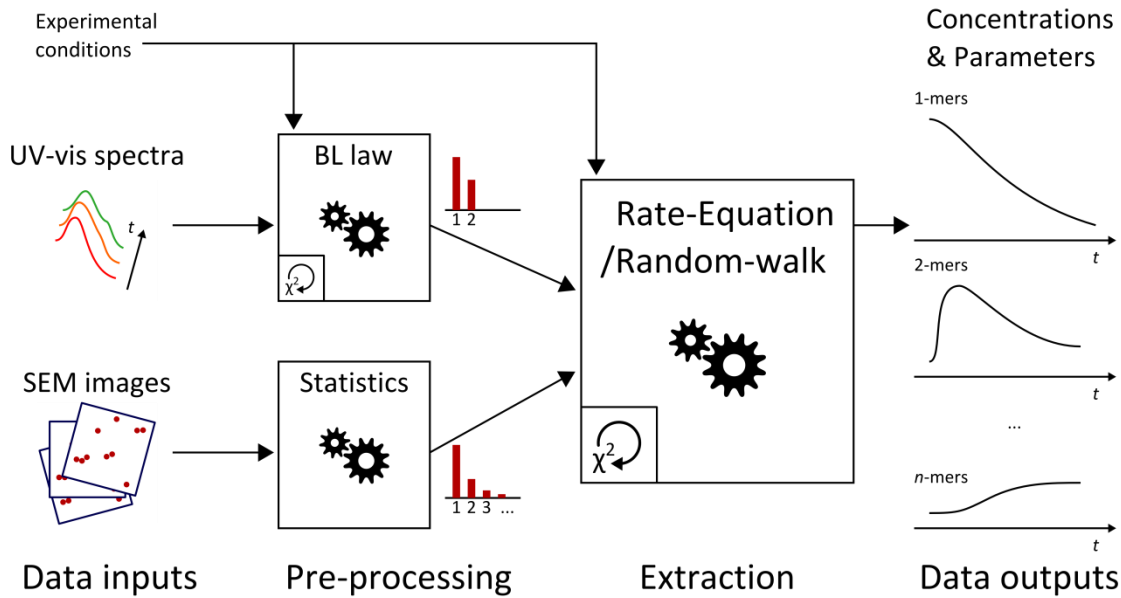 Experimental
conditions
UV-vis spectra
t
BL law
χ²
1 2
SEM images
Statistics
1 2 3 ...
Rate-Equation
/Random-walk
χ²
Concentrations
& Parameters
1-mers
t
2-mers
t
...
n-mers
t
Data inputs
Pre-processing
Extraction
Data outputs